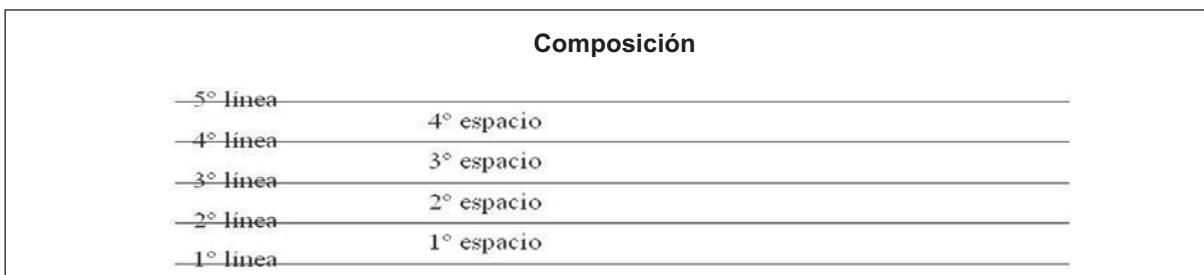 Composición
5° línea
4° espacio
4° línea
3° espacio
3° línea
2° espacio
2° línea
1° espacio
1° línea